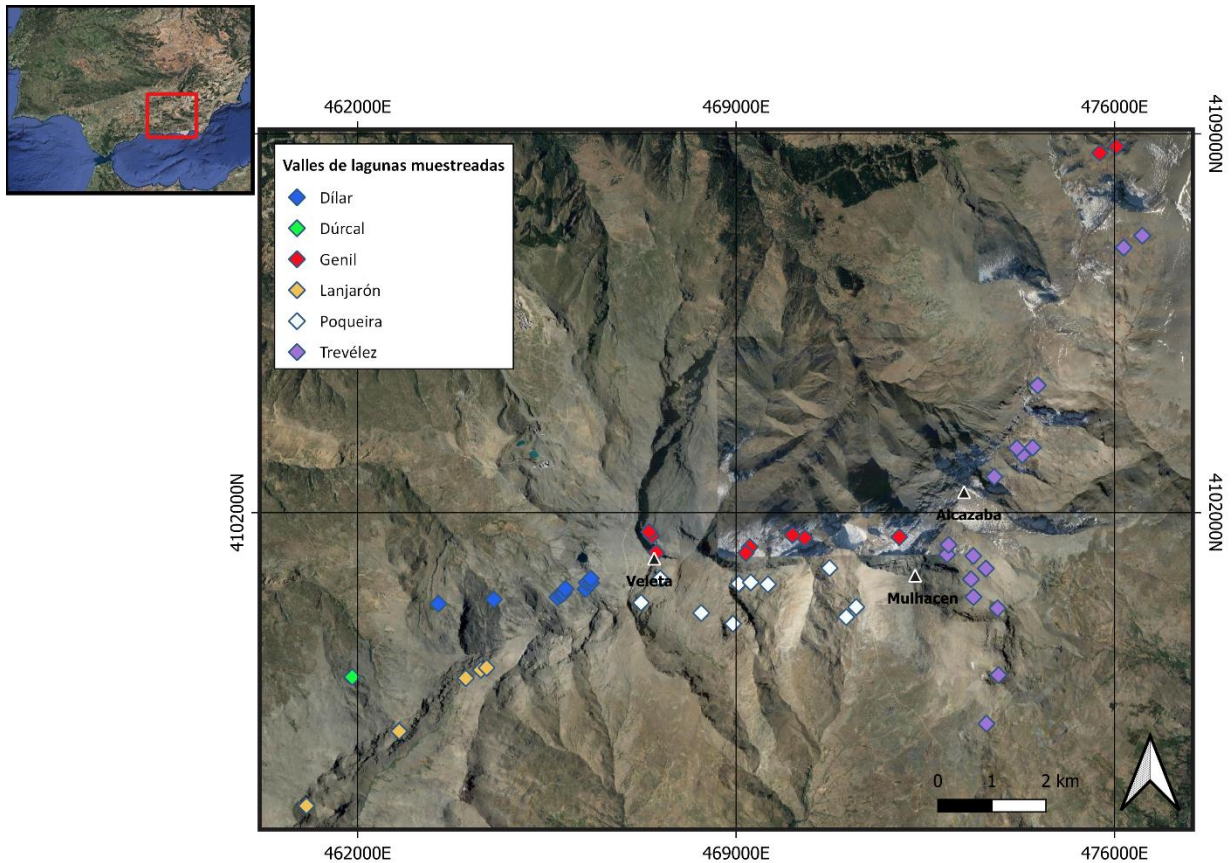 462000E
469000E
476000E
4109000N
4109000N
Valles de lagunas muestreadas
Dílar
Dúrcal
Genil
Lanjarón
Poqueira
Trevélez
4102000N
4102000N
Alcazaba
Veleta
Mulhacen
0 1 2 km
462000E
469000E
476000E